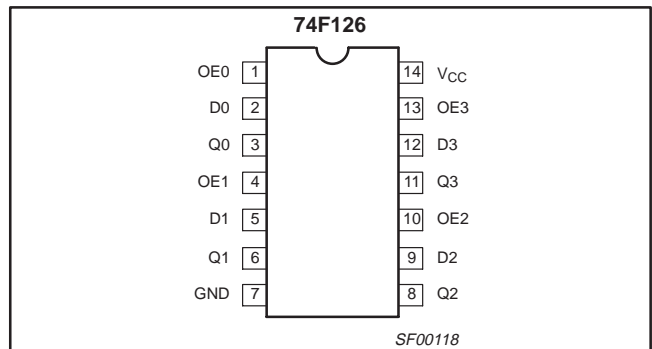 74F126
OE0 1 14 VCC
D0 2 13 OE3
Q0 3 12 D3
OE1 4 11 Q3
D1 5 10 OE2
Q1 6 9 D2
GND 7 8 Q2
SF00118